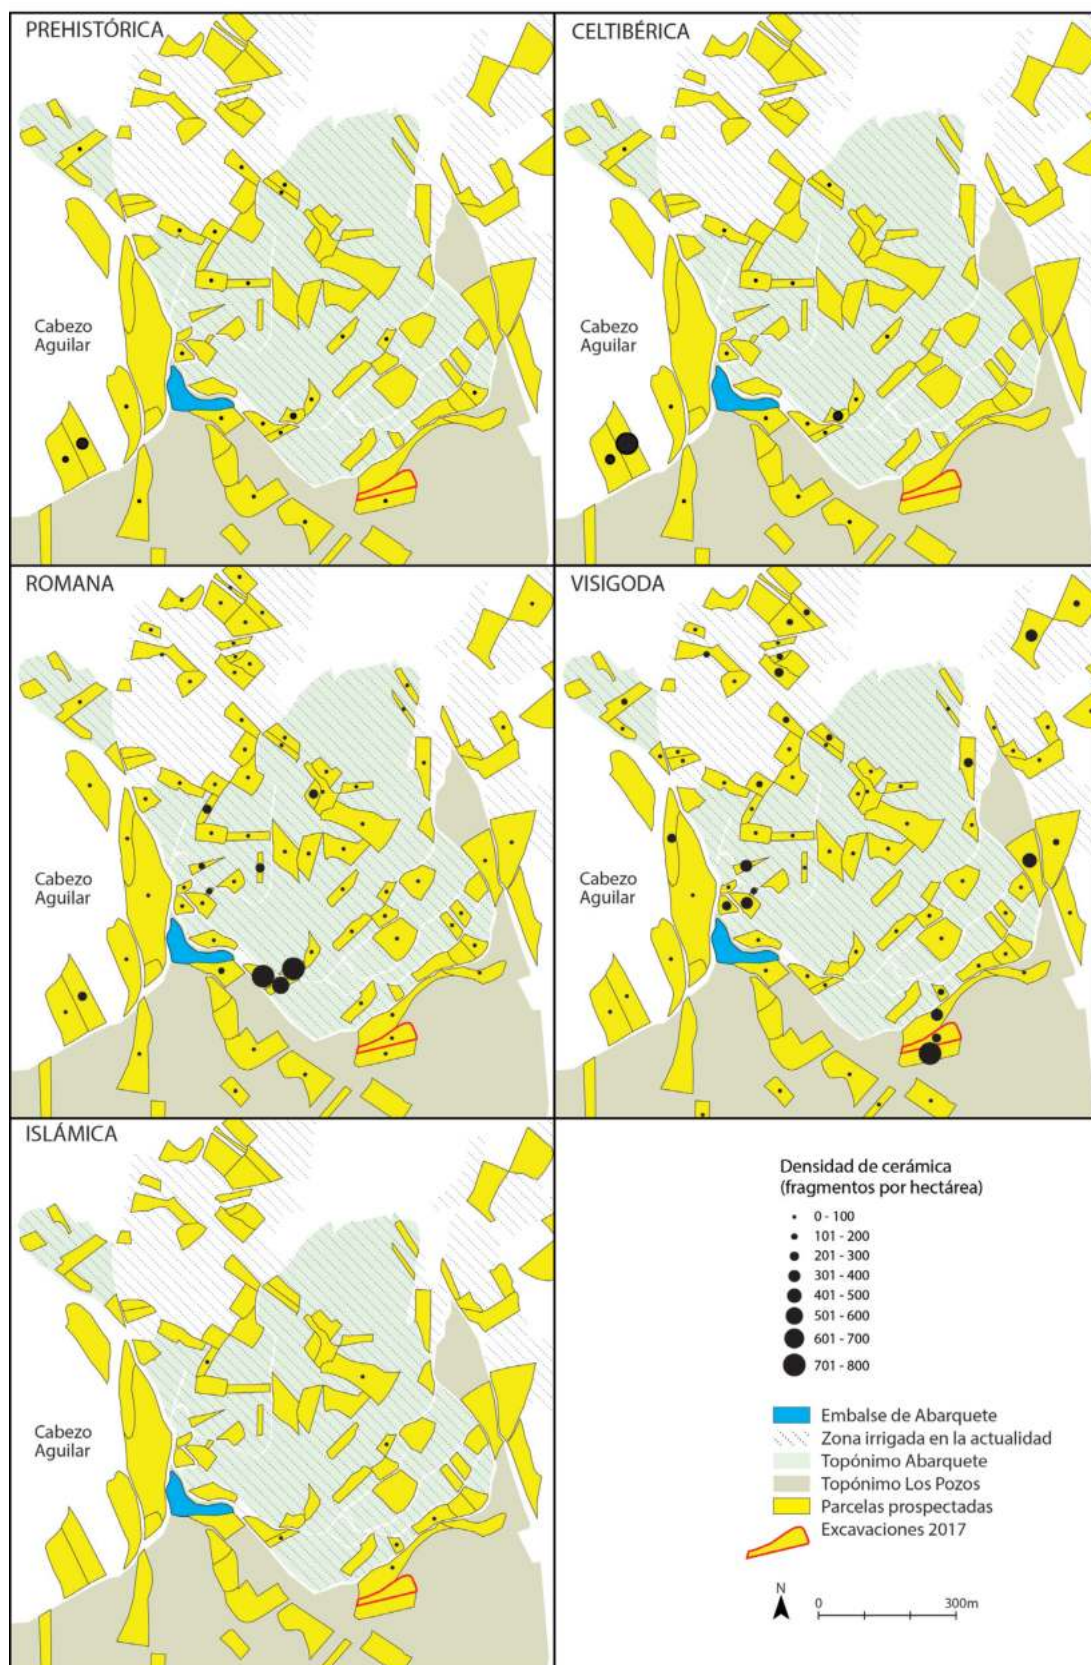 PREHISTÓRICA
Cabezo
Aguilar
CELTIBÉRICA
Cabezo
Aguilar
ROMANA
Cabezo
Aguilar
VISIGODA
Cabezo
Aguilar
ISLÁMICA
Cabezo
Aguilar
Densidad de cerámica
(fragmentos por hectárea)
0 - 100
101 - 200
201 - 300
301 - 400
401 - 500
501 - 600
601 - 700
701 - 800
Embalse de Abarquete
Zona irrigada en la actualidad
Topónimo Abarquete
Topónimo Los Pozos
Parcelas prospectadas
Excavaciones 2017
N
0 300m